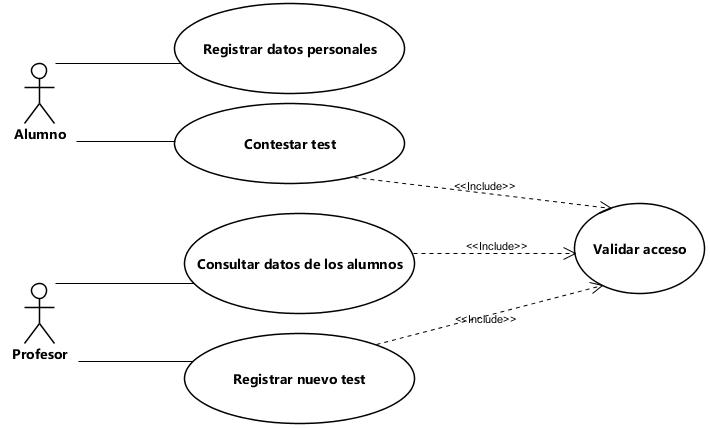 Registrar datos personales
Alumno
Contestar test
<<Include>>
Validar acceso
<<Include>>
Consultar datos de los alumnos
<<Include>>
Profesor
Registrar nuevo test